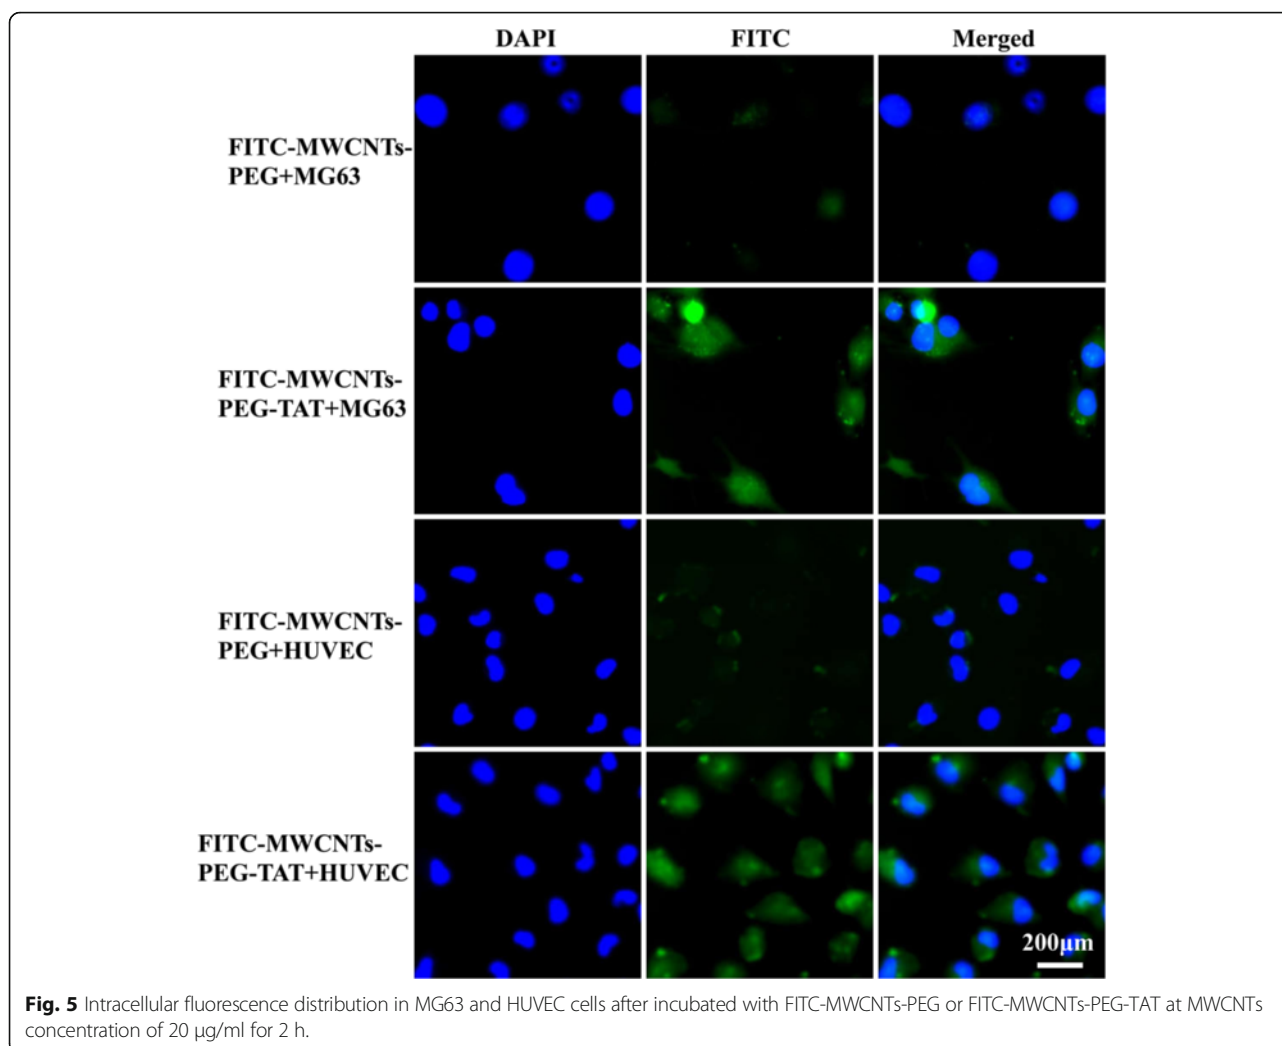 DAPI FITC Merged
FITC-MWCNTs-
PEG+MG63
FITC-MWCNTs-
PEG-TAT+MG63
FITC-MWCNTs-
PEG+HUVEC
FITC-MWCNTs-
PEG-TAT+HUVEC
200μm
Fig. 5 Intracellular fluorescence distribution in MG63 and HUVEC cells after incubated with FITC-MWCNTs-PEG or FITC-MWCNTs-PEG-TAT at MWCNTs
concentration of 20 μg/ml for 2 h.